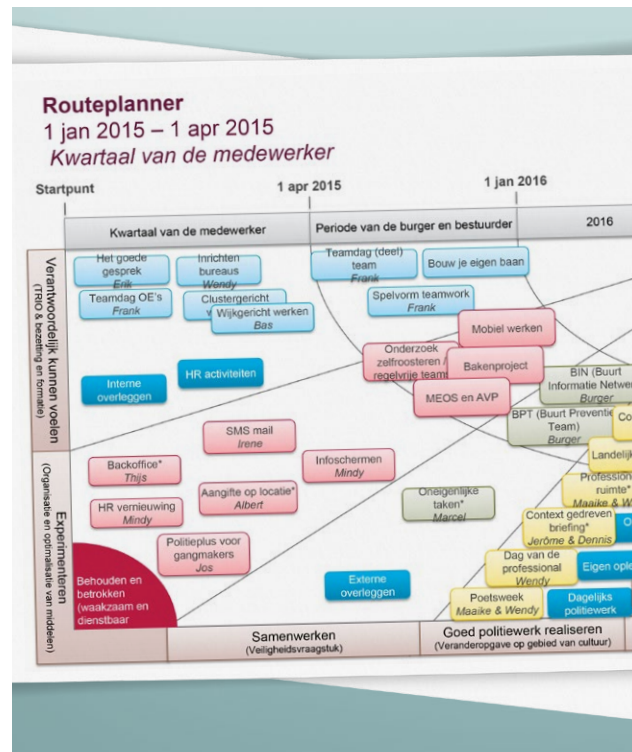 Routeplanner
1 jan 2015 – 1 apr 2015
Kwartaal van de medewerker
Startpunt
1 apr 2015
1 jan 2016
Kwartaal van de medewerker
Periode van de burger en bestuurder
2016
Verantwoordelijk kunnen voelen
(TRIO & bezetting en formatie)
Het goede
gesprek
Erik
Inrichten
bureaus
Wendy
Teamdag (deel)
team
Frank
Bouw je eigen baan
Teamdag OE's
Frank
Clustergericht
Wijkgericht werken
Bas
Spelvorm teamwork
Frank
Mobiel werken
Onderzoek
zelfroosteren /
regelvrije teams
Bakenproject
MEOS en AVP
HR activiteiten
Interne
overleggen
BIN (Buurt
Informatie Netwer
Burger
BPT (Buurt Preventie
Team)
Burger
Co
Landelijk
Experimenteren
(Organisatie en optimalisatie van middelen)
SMS mail
Irene
Backoffice*
Thijs
Infoschermen
Mindy
Aangifte op locatie*
Albert
HR vernieuwing
Mindy
Politieplus voor
gangmakers
Jos
Oneigenlijke
taken*
Marcel
Profession
ruimte*
Maaike & W
Context gedreven
briefing*
Jerôme & Dennis
O
Dag van de
professional
Wendy
Eigen ople
Externe
overleggen
Poetsweek
Maaike & Wendy
Dagelijks
politiewerk
Behouden en
betrokken
(waakzaam en
dienstbaar
Samenwerken
(Veiligheidsvraagstuk)
Goed politiewerk realiseren
(Veranderopgave op gebied van cultuur)